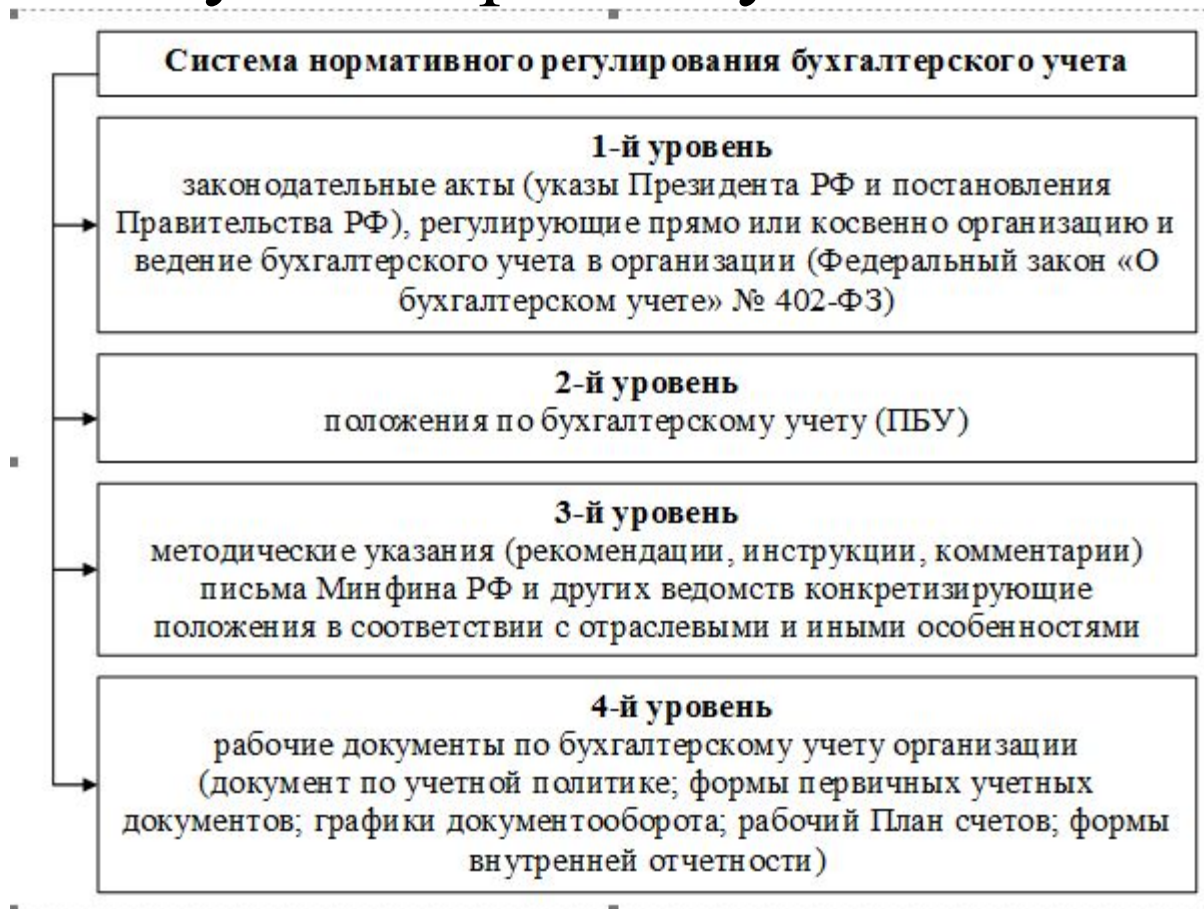 Система нормативного регулирования бухгалтерского учета
1-й уровень
законодательные акты (указы Президента РФ и постановления
Правительства РФ), регулирующие прямо или косвенно организацию и
ведение бухгалтерского учета в организации (Федеральный закон «О
бухгалтерском учете» № 402-ФЗ)
2-й уровень
положения по бухгалтерскому учету (ПБУ)
3-й уровень
методические указания (рекомендации, инструкции, комментарии)
письма Минфина РФ и других ведомств конкретизирующие
положения в соответствии с отраслевыми и иными особенностями
4-й уровень
рабочие документы по бухгалтерскому учету организации
(документ по учетной политике; формы первичных учетных
документов; графики документооборота; рабочий План счетов; формы
внутренней отчетности)